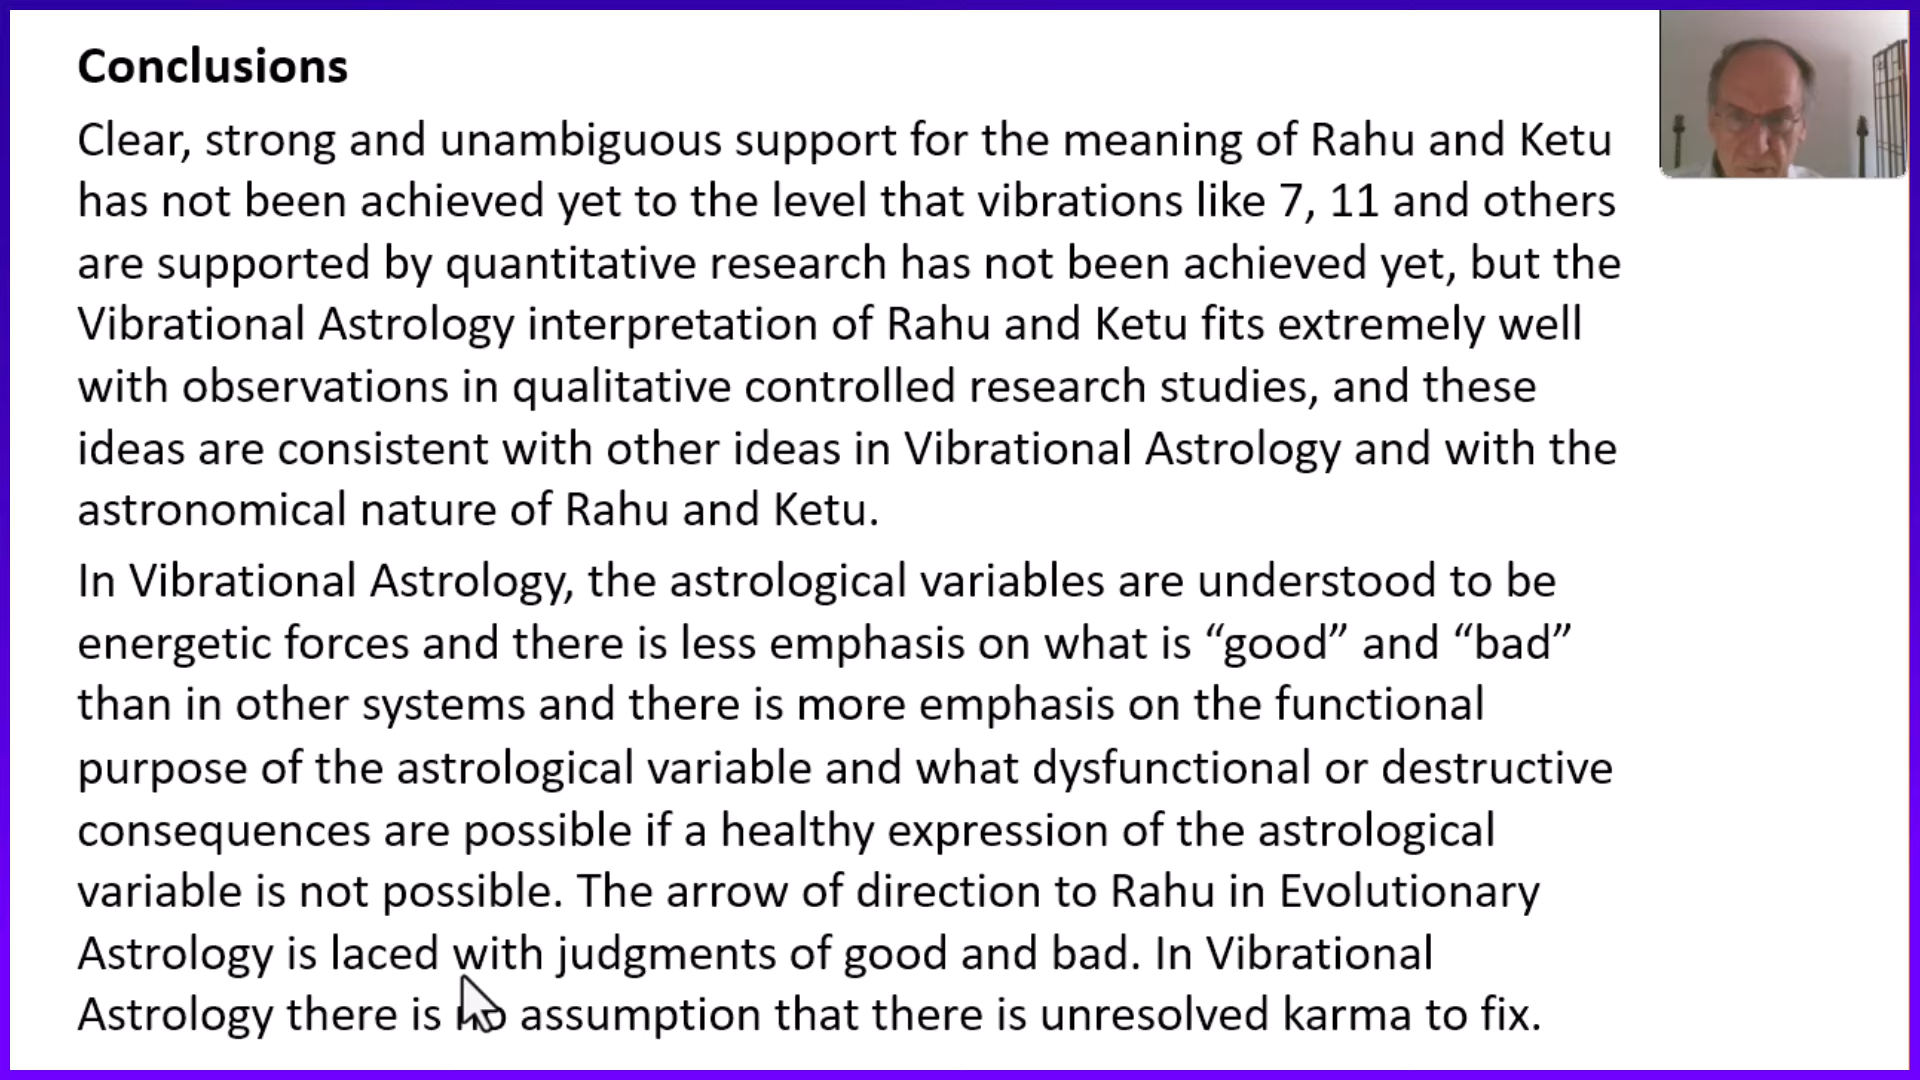 Conclusions
Clear, strong and unambiguous support for the meaning of Rahu and Ketu
has not been achieved yet to the level that vibrations like 7, 11 and others
are supported by quantitative research has not been achieved yet, but the
Vibrational Astrology interpretation of Rahu and Ketu fits extremely well
with observations in qualitative controlled research studies, and these
ideas are consistent with other ideas in Vibrational Astrology and with the
astronomical nature of Rahu and Ketu.
In Vibrational Astrology, the astrological variables are understood to be
energetic forces and there is less emphasis on what is “good” and “bad”
than in other systems and there is more emphasis on the functional
purpose of the astrological variable and what dysfunctional or destructive
consequences are possible if a healthy expression of the astrological
variable is not possible. The arrow of direction to Rahu in Evolutionary
Astrology is laced with judgments of good and bad. In Vibrational
Astrology there is no assumption that there is unresolved karma to fix.